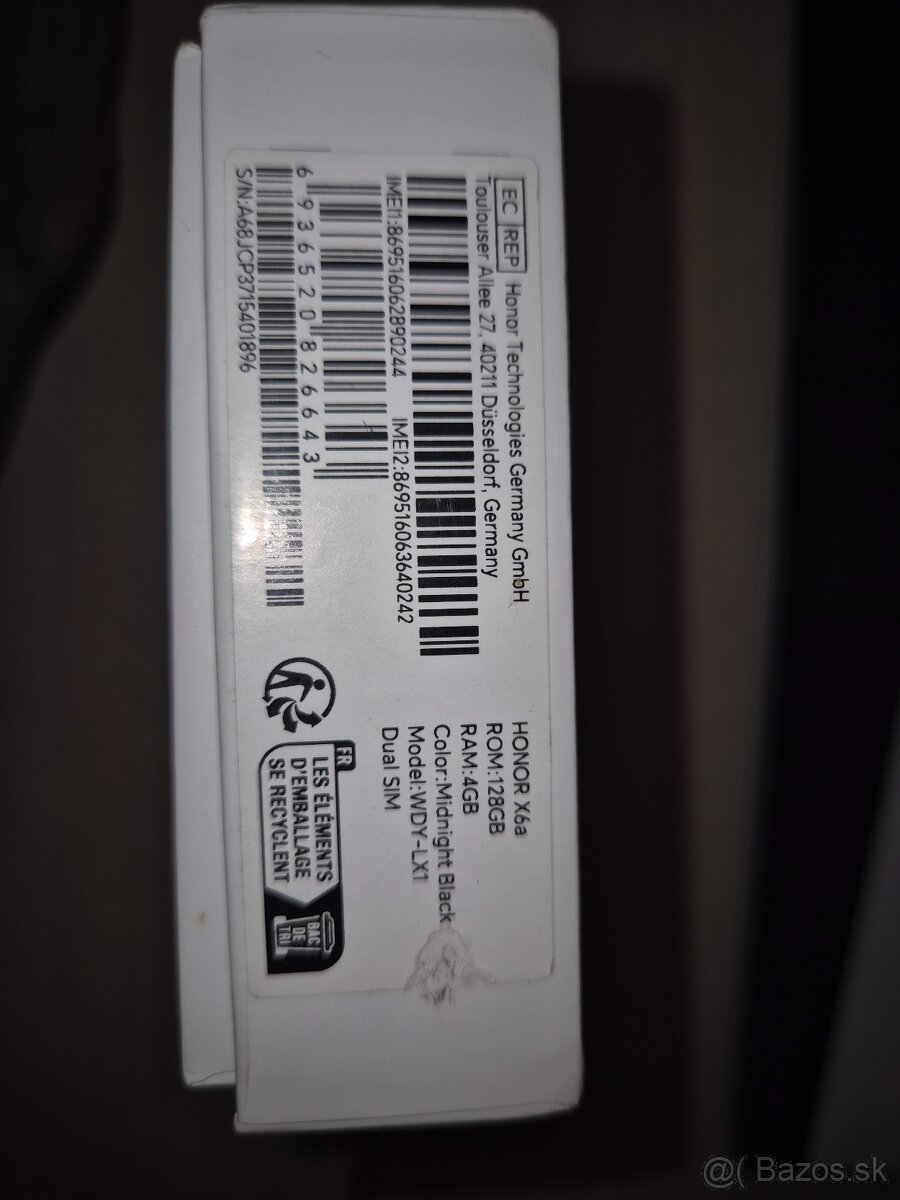 EC REP Honor Technologies Germany GmbH
Toulouser Allee 27, 40211 Düsseldorf, Germany
IMEI1:869516062890244 IMEI2:869516063640242
6 936520 826643
S/N:A68JCP3715401896
HONOR X6a
ROM:128GB
RAM:4GB
Color:Midnight Black
Model:WDY-LX1
Dual SIM
FR
LES ÉLÉMENTS
D'EMBALLAGE
SE RECYCLENT
BAC
DE
TRI
@( Bazos.sk